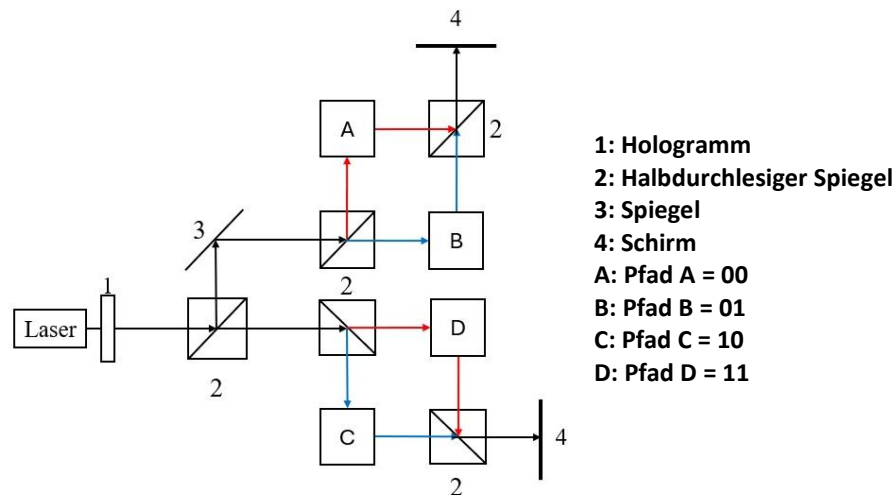 4
A
2
3
B
2
1
Laser
2
D
C
4
2
1: Hologramm
2: Halbdurchlesiger Spiegel
3: Spiegel
4: Schirm
A: Pfad A = 00
B: Pfad B = 01
C: Pfad C = 10
D: Pfad D = 11